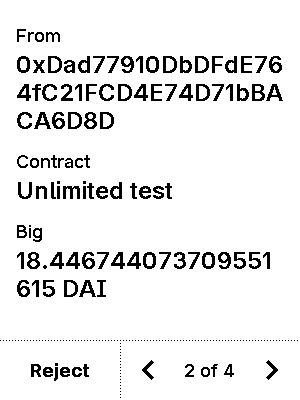 From
0xDad77910DbDFdE76
4fC21FCD4E74D71bBA
CA6D8D
Contract
Unlimited test
Big
18.446744073709551
615 DAI
Reject
2 of 4